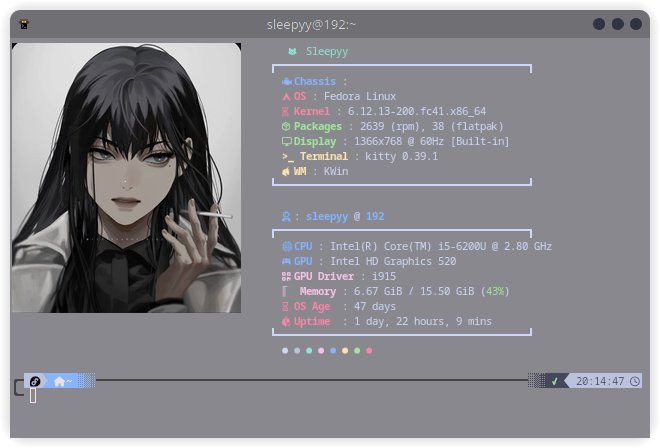 sleepyy@192:~
Sleepyy
Chassis :
OS : Fedora Linux
Kernel : 6.12.13-200.fc41.x86_64
Packages : 2639 (rpm), 38 (flatpak)
Display : 1366x768 @ 60Hz [Built-in]
>_ Terminal : kitty 0.39.1
WM : KWin
: sleepyy @ 192
CPU : Intel(R) Core(TM) i5-6200U @ 2.80 GHz
GPU : Intel HD Graphics 520
GPU Driver : i915
Memory : 6.67 GiB / 15.50 GiB (43%)
OS Age : 47 days
Uptime : 1 day, 22 hours, 9 mins
~ 20:14:47